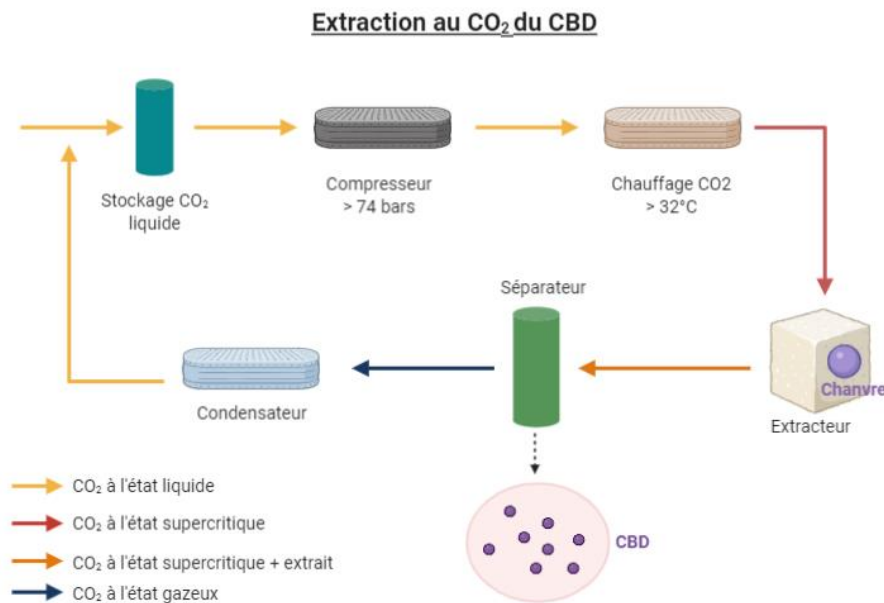 Extraction au CO₂ du CBD
Stockage CO₂
liquide
Compresseur
> 74 bars
Chauffage CO2
> 32°C
Séparateur
Condensateur
Chanvre
Extracteur
CO₂ à l'état liquide
CO₂ à l'état supercritique
CO₂ à l'état supercritique + extrait
CO₂ à l'état gazeux
CBD